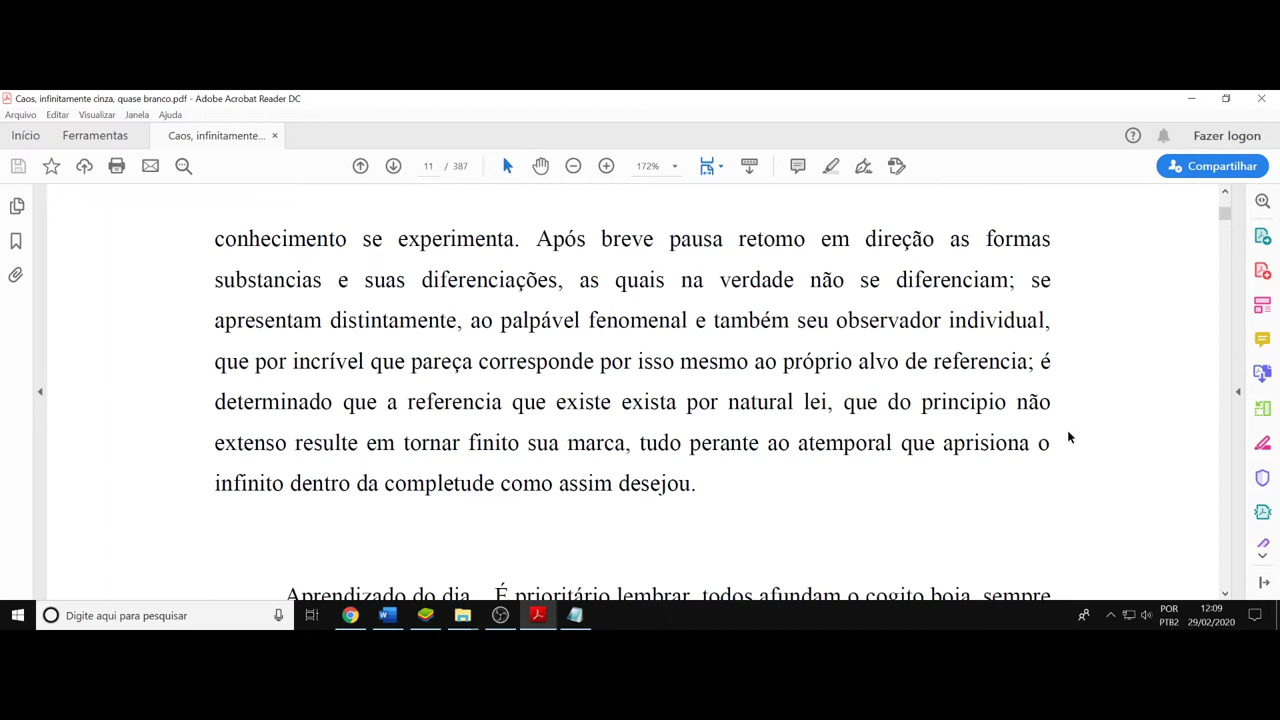 Caos, infinitamente cinza, quase branco.pdf - Adobe Acrobat Reader DC
Arquivo Editar Visualizar Janela Ajuda
Início Ferramentas Caos, infinitamente... × Fazer logon
11 / 387 172% Compartilhar
conhecimento se experimenta. Após breve pausa retomo em direção as formas
substancias e suas diferenciações, as quais na verdade não se diferenciam; se
apresentam distintamente, ao palpável fenomenal e também seu observador individual,
que por incrível que pareça corresponde por isso mesmo ao próprio alvo de referencia; é
determinado que a referencia que existe exista por natural lei, que do principio não
extenso resulte em tornar finito sua marca, tudo perante ao atemporal que aprisiona o
infinito dentro da completude como assim desejou.
Aprendizado do dia... É prioritário lembrar, todos afundam o cogito boia, sempre
Digite aqui para pesquisar
POR 12:09
PTB2 29/02/2020